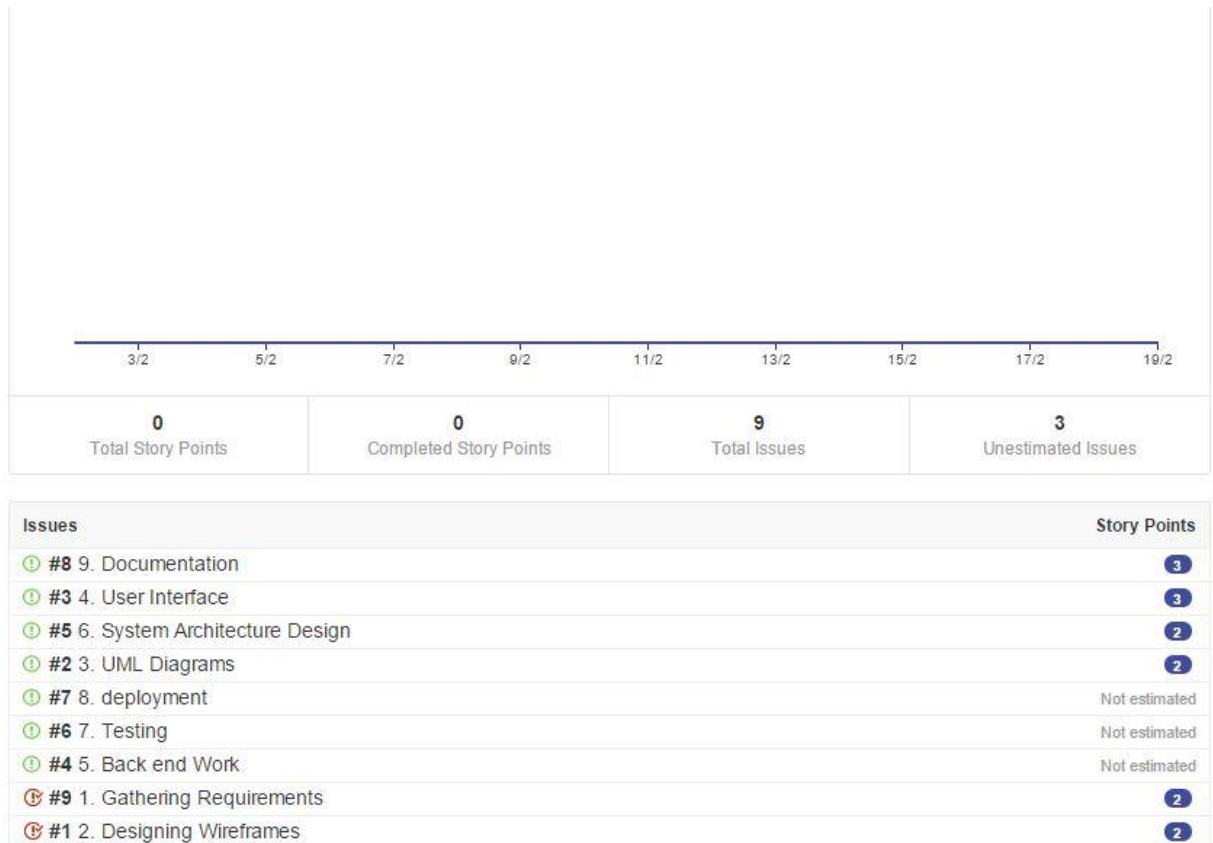 3/2 5/2 7/2 9/2 11/2 13/2 15/2 17/2 19/2
0 0 9 3
Total Story Points Completed Story Points Total Issues Unestimated Issues
Issues Story Points
#8 9. Documentation 3
#3 4. User Interface 3
#5 6. System Architecture Design 2
#2 3. UML Diagrams 2
#7 8. deployment Not estimated
#6 7. Testing Not estimated
#4 5. Back end Work Not estimated
#9 1. Gathering Requirements 2
#1 2. Designing Wireframes 2